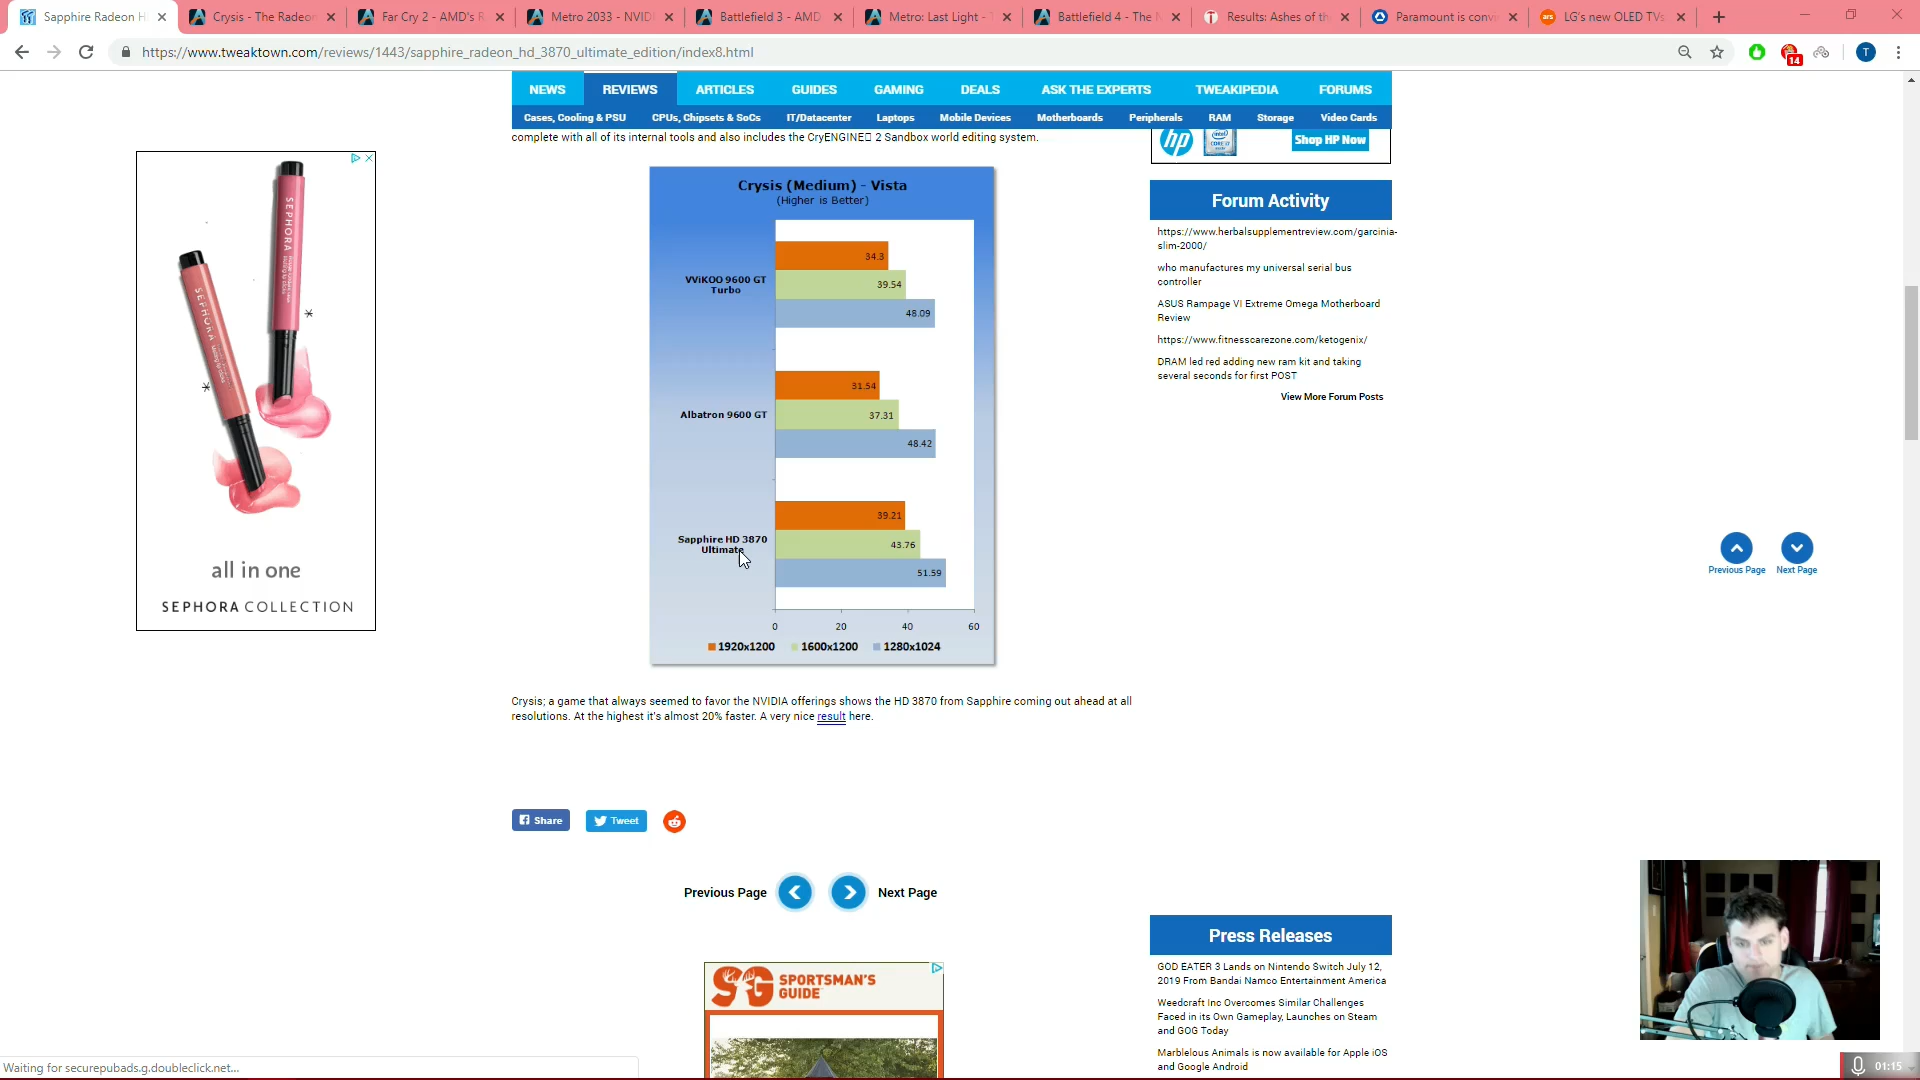 Sapphire Radeon H
Crysis - The Radeon
Far Cry 2 - AMD's R
Metro 2033 - NVID
Battlefield 3 - AMD
Metro: Last Light -
Battlefield 4 - The
Results: Ashes of th
Paramount is convi
ars
LG's new OLED TVs
https://www.tweaktown.com/reviews/1443/sapphire_radeon_hd_3870_ultimate_edition/index8.html
14
T
NEWS REVIEWS ARTICLES GUIDES GAMING DEALS ASK THE EXPERTS TWEAKIPEDIA FORUMS
Cases, Cooling & PSU CPUs, Chipsets & SoCs IT/Datacenter Laptops Mobile Devices Motherboards Peripherals RAM Storage Video Cards
complete with all of its internal tools and also includes the CryENGINE□ 2 Sandbox world editing system.
hp
intel
CORE i7
Shop HP Now
SEPHORA
SEPHORA
all in one
SEPHORA COLLECTION
Crysis (Medium) - Vista
(Higher is Better)
VViKOO 9600 GT
Turbo
34.3
39.54
48.09
Albatron 9600 GT
31.54
37.31
48.42
Sapphire HD 3870
Ultimate
39.21
43.76
51.59
0 20 40 60
1920x1200 1600x1200 1280x1024
Crysis; a game that always seemed to favor the NVIDIA offerings shows the HD 3870 from Sapphire coming out ahead at all
resolutions. At the highest it's almost 20% faster. A very nice result here.
Share
Tweet
Previous Page
Next Page
SG SPORTSMAN'S
GUIDE
Forum Activity
https://www.herbalsupplementreview.com/garcinia-
slim-2000/
who manufactures my universal serial bus
controller
ASUS Rampage VI Extreme Omega Motherboard
Review
https://www.fitnesscarezone.com/ketogenix/
DRAM led red adding new ram kit and taking
several seconds for first POST
View More Forum Posts
Previous Page
Next Page
Press Releases
GOD EATER 3 Lands on Nintendo Switch July 12,
2019 From Bandai Namco Entertainment America
Weedcraft Inc Overcomes Similar Challenges
Faced in its Own Gameplay, Launches on Steam
and GOG Today
Marblelous Animals is now available for Apple iOS
and Google Android
Waiting for securepubads.g.doubleclick.net...
01:15